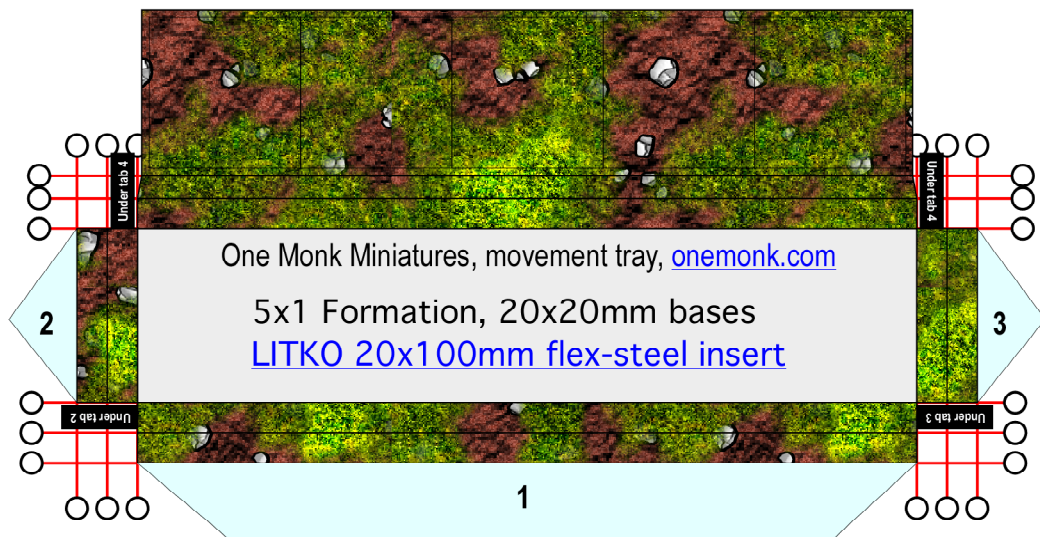 Under tab 4
Under tab 4
One Monk Miniatures, movement tray, onemonk.com
5x1 Formation, 20x20mm bases
LITKO 20x100mm flex-steel insert
2
3
Under tab 2
Under tab 3
1